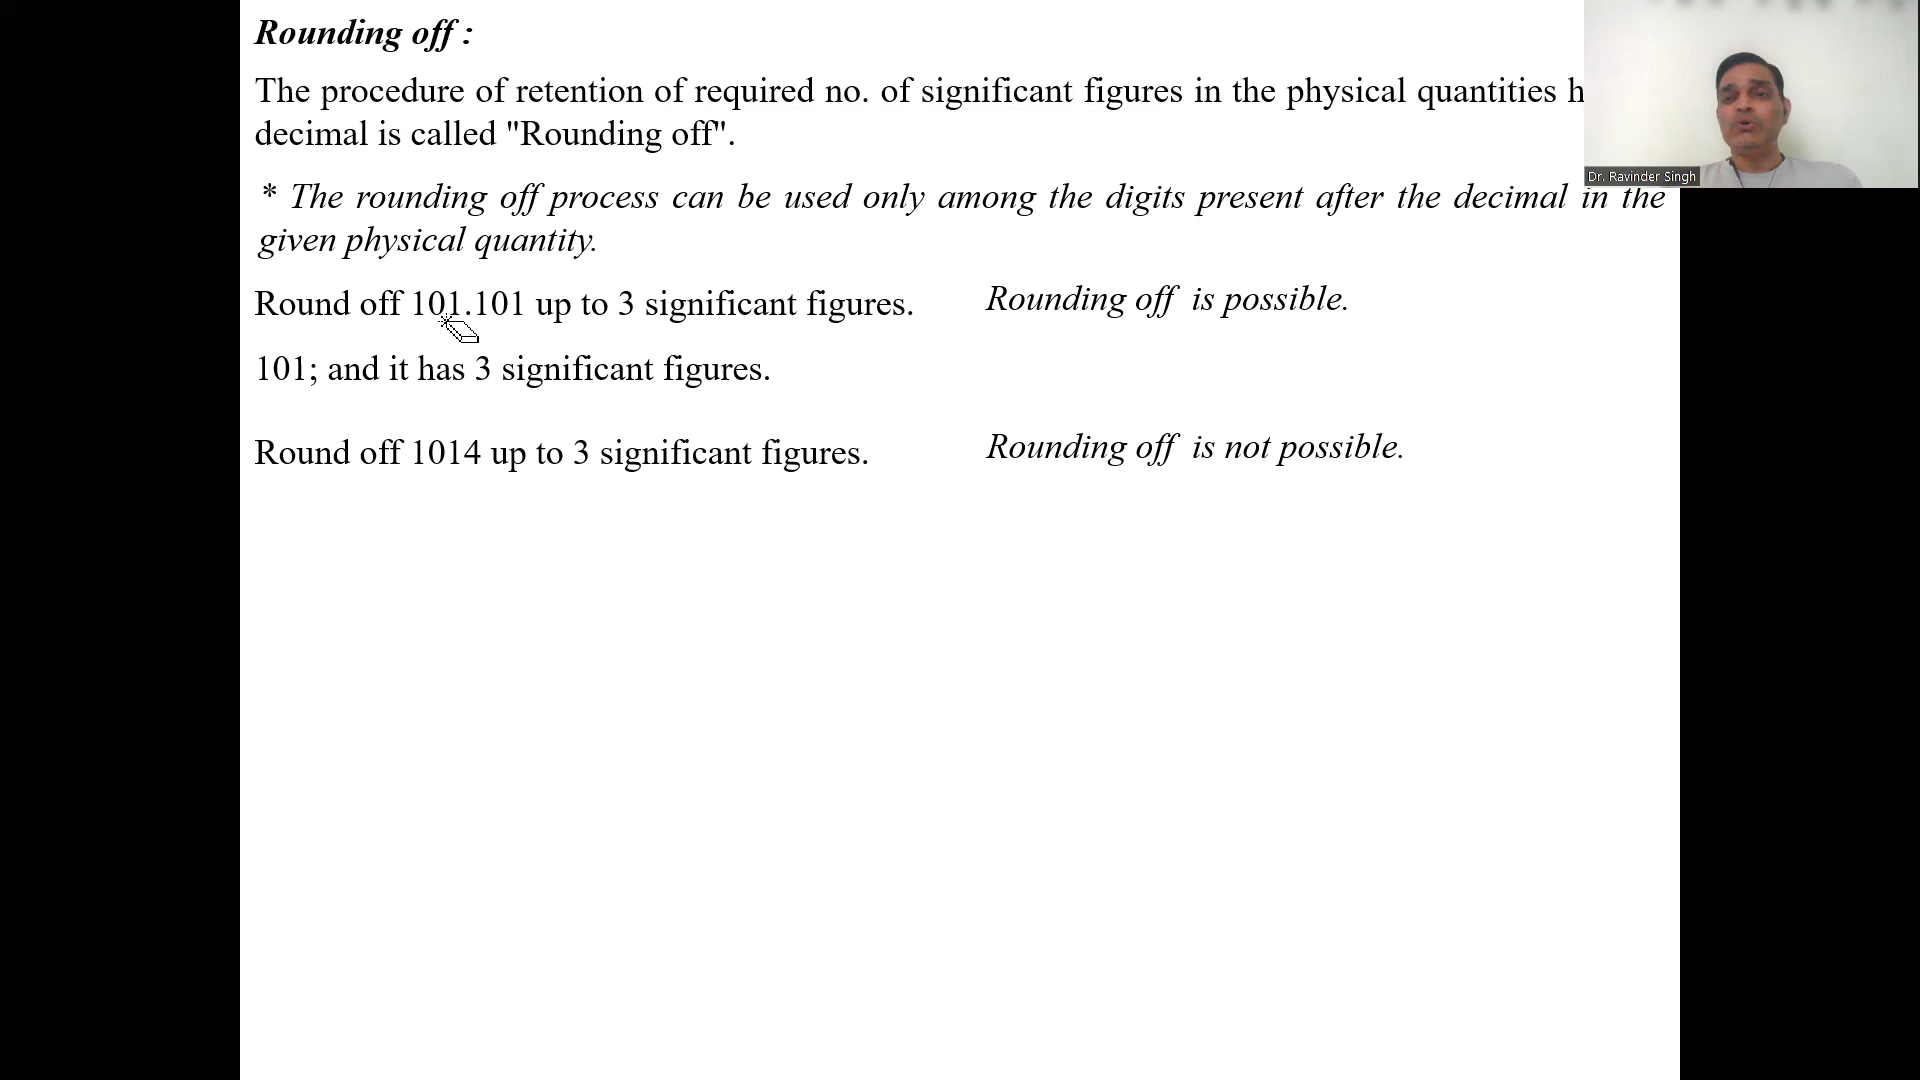 Rounding off :
The procedure of retention of required no. of significant figures in the physical quantities h
decimal is called "Rounding off".
* The rounding off process can be used only among the digits present after the decimal in the
given physical quantity.
Round off 101.101 up to 3 significant figures. Rounding off is possible.
101; and it has 3 significant figures.
Round off 1014 up to 3 significant figures. Rounding off is not possible.
Dr. Ravinder Singh